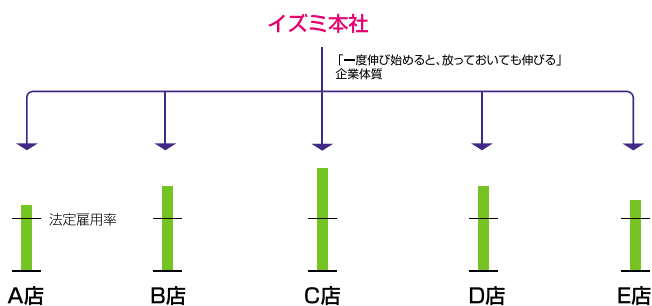 イズミ本社
「一度伸び始めると、放っておいても伸びる」
企業体質
法定雇用率
A店
B店
C店
D店
E店